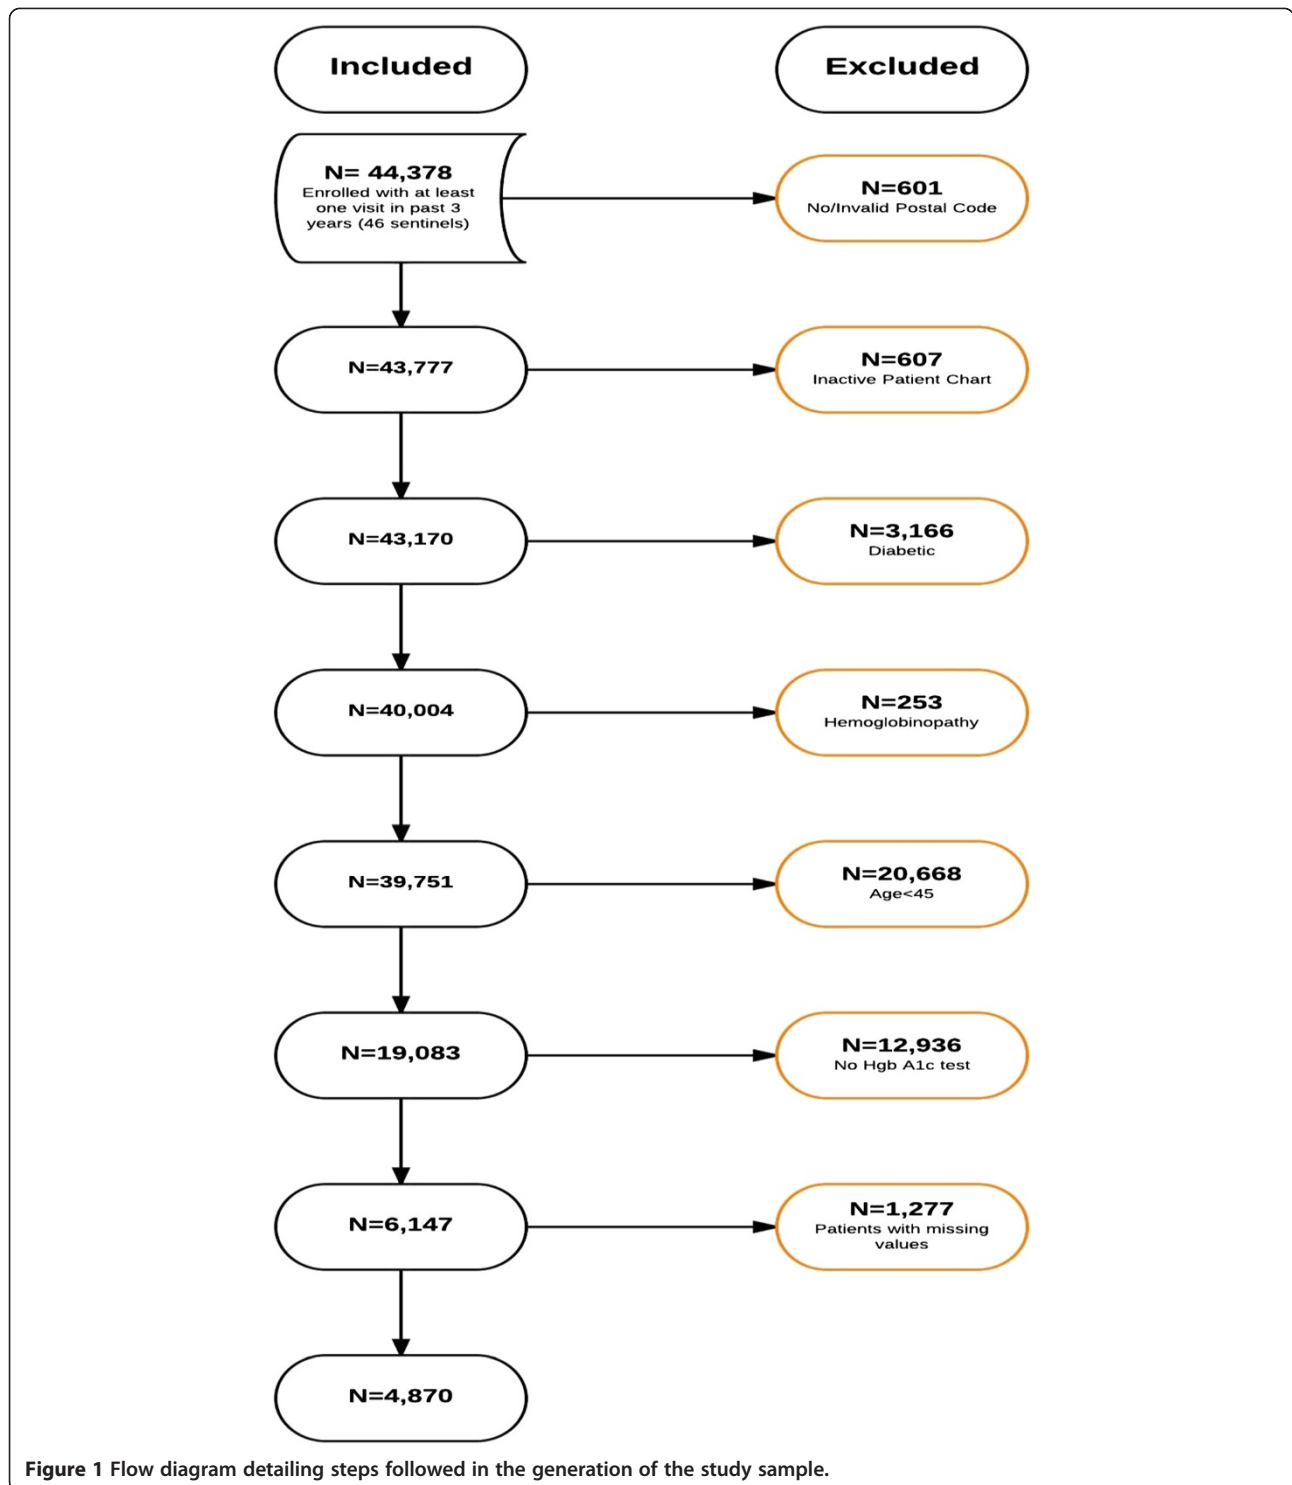 Included
Excluded
N= 44,378
Enrolled with at least
one visit in past 3
years (46 sentinels)
N=601
No/Invalid Postal Code
N=43,777
N=607
Inactive Patient Chart
N=43,170
N=3,166
Diabetic
N=40,004
N=253
Hemoglobinopathy
N=39,751
N=20,668
Age<45
N=19,083
N=12,936
No Hgb A1c test
N=6,147
N=1,277
Patients with missing
values
N=4,870
Figure 1 Flow diagram detailing steps followed in the generation of the study sample.